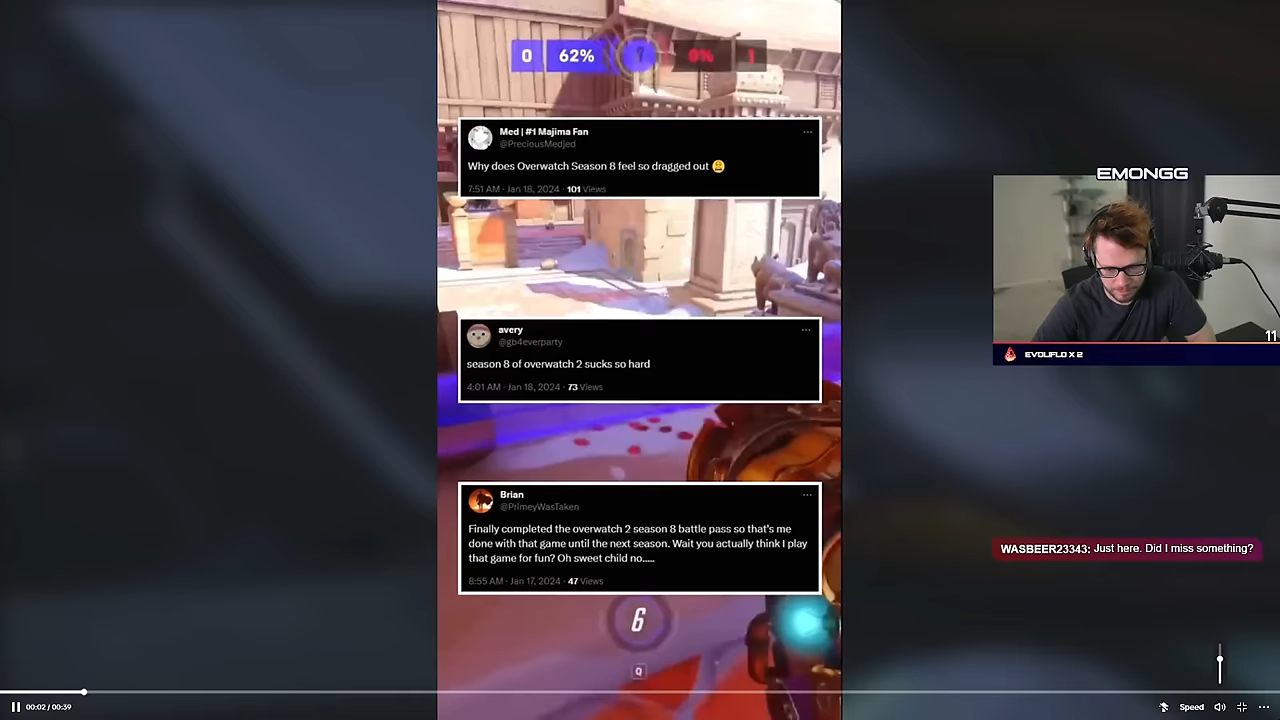 0 62% ? 0% 1
Med | #1 Majima Fan
@PreciousMedjed
Why does Overwatch Season 8 feel so dragged out 😩
7:51 AM · Jan 18, 2024 · 101 Views
EMONGG
avery
@gb4everparty
season 8 of overwatch 2 sucks so hard
4:01 AM · Jan 18, 2024 · 73 Views
11
EVOLIFLO X 2
Brian
@PrimeyWasTaken
Finally completed the overwatch 2 season 8 battle pass so that's me
done with that game until the next season. Wait you actually think I play
that game for fun? Oh sweet child no.....
8:55 AM · Jan 17, 2024 · 47 Views
WASBEER23343: Just here. Did I missing something?
6
Q
00:02 / 00:39
Speed